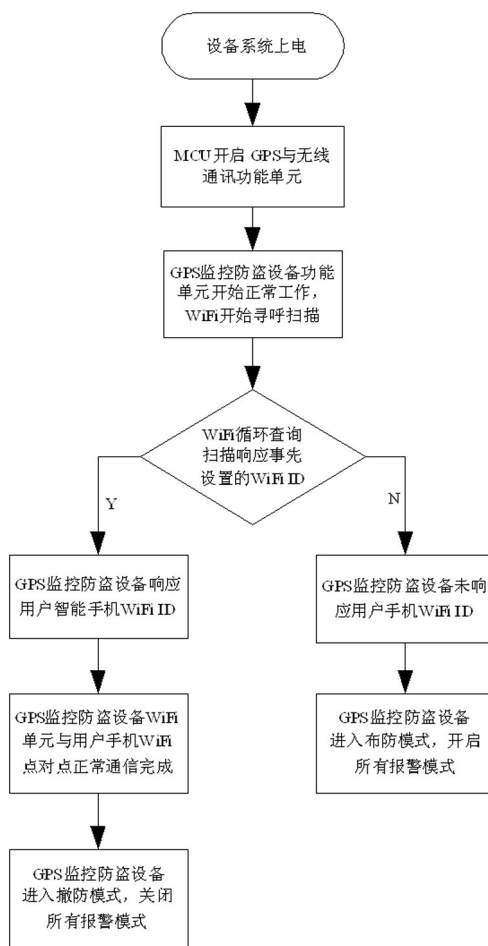 设备系统上电
MCU开启 GPS与无线
通讯功能单元
GPS监控防盗设备功能
单元开始正常工作，
WiFi开始寻呼扫描
WiFi循环查询
扫描响应事先
设置的WiFi ID
Y
N
GPS监控防盗设备响应
用户智能手机WiFi ID
GPS监控防盗设备未响
应用户手机WiFi ID
GPS监控防盗设备WiFi
单元与用户手机WiFi
点对点正常通信完成
GPS监控防盗设备
进入布防模式，开启
所有报警模式
GPS监控防盗设备
进入撤防模式，关闭
所有报警模式